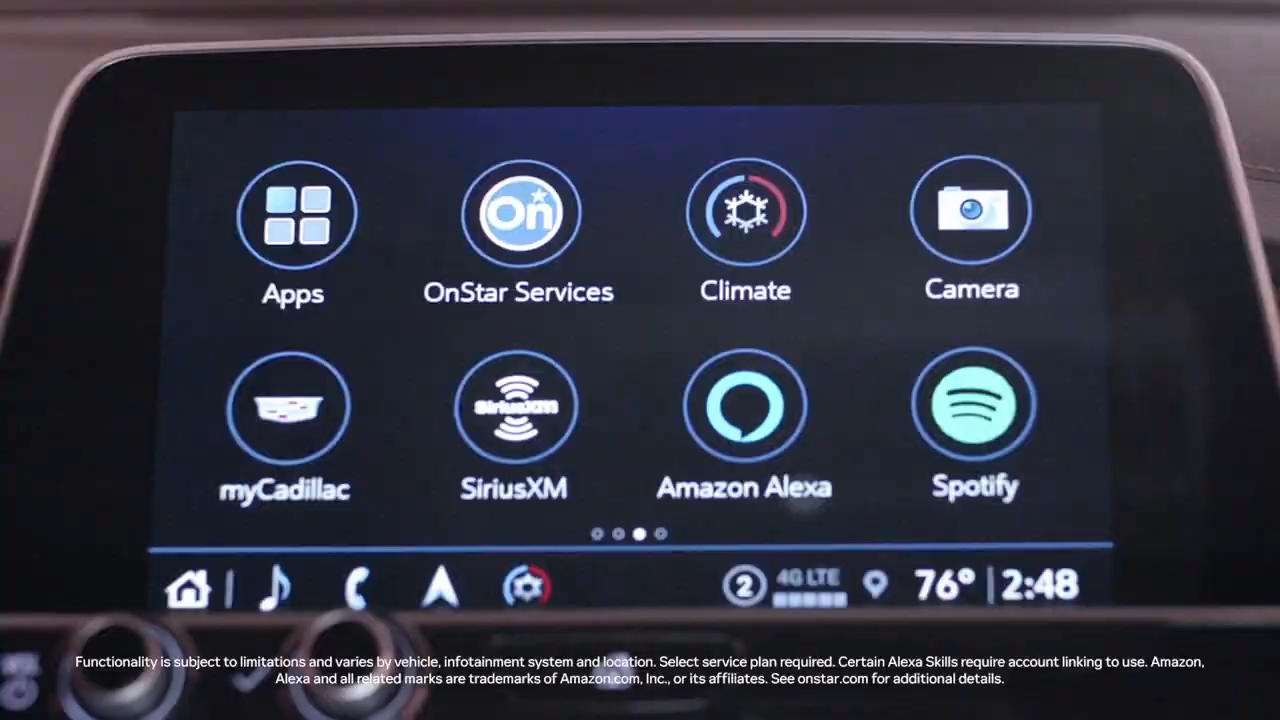 On
Apps
OnStar Services
Climate
Camera
SiriusXM
myCadillac
SiriusXM
Amazon Alexa
Spotify
2
4G LTE
76°
2:48
Functionality is subject to limitations and varies by vehicle, infotainment system and location. Select service plan required. Certain Alexa Skills require account linking to use. Amazon,
Alexa and all related marks are trademarks of Amazon.com, Inc., or its affiliates. See onstar.com for additional details.